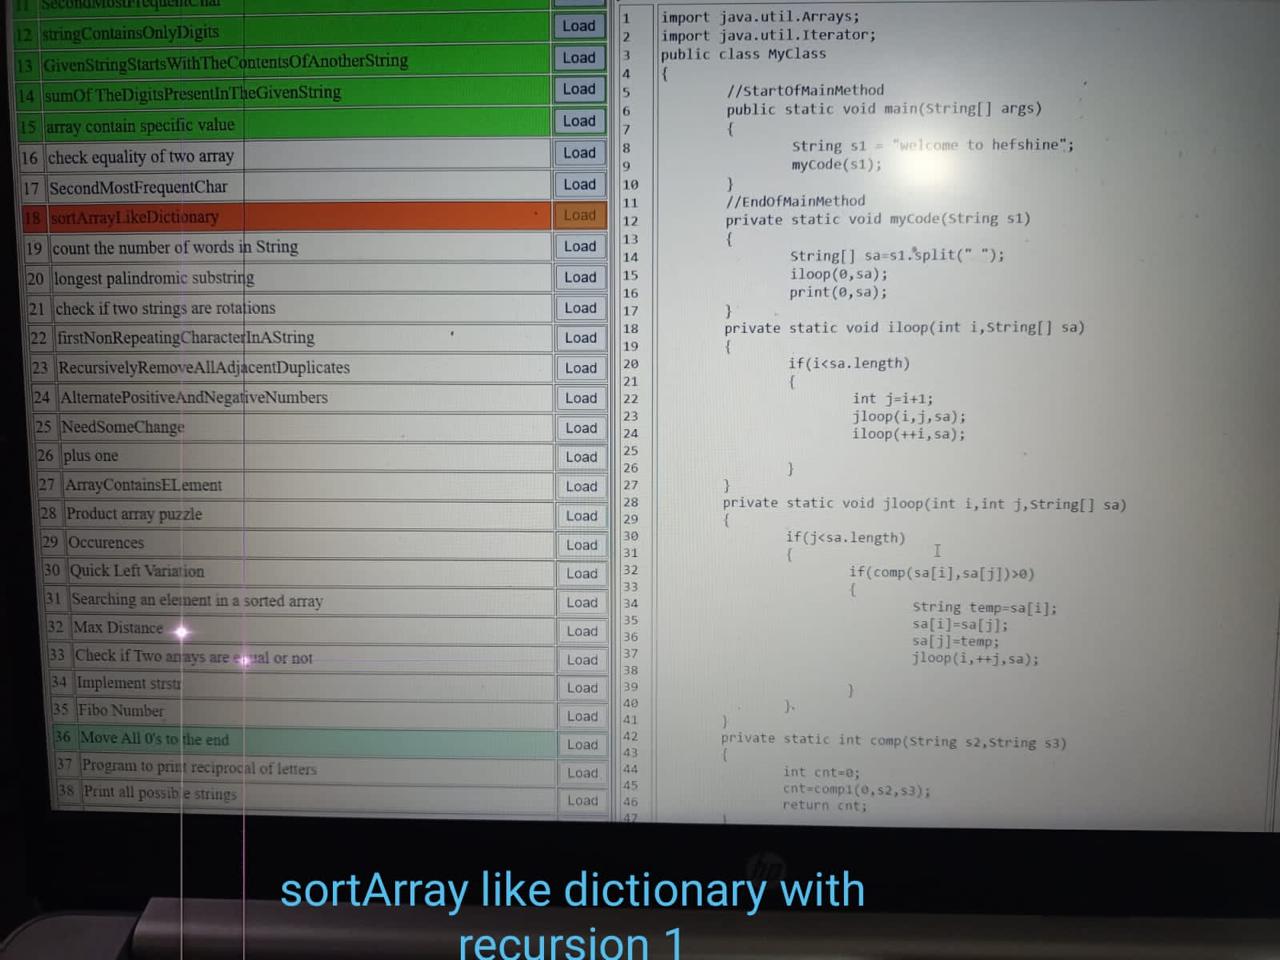 11 SecondMostFrequentChar
12 stringContainsOnlyDigits Load
13 GivenStringStartsWithTheContentsOfAnotherString Load
14 sumOf TheDigitsPresentInTheGivenString Load
15 array contain specific value Load
16 check equality of two array Load
17 SecondMostFrequentChar Load
18 sortArrayLikeDictionary Load
19 count the number of words in String Load
20 longest palindromic substring Load
21 check if two strings are rotations Load
22 firstNonRepeatingCharacterInAString Load
23 RecursivelyRemoveAllAdjacentDuplicates Load
24 AlternatePositiveAndNegativeNumbers Load
25 NeedSomeChange Load
26 plus one Load
27 ArrayContainsELement Load
28 Product array puzzle Load
29 Occurences Load
30 Quick Left Variation Load
31 Searching an element in a sorted array Load
32 Max Distance Load
33 Check if Two arrays are equal or not Load
34 Implement strstr Load
35 Fibo Number Load
36 Move All 0's to the end Load
37 Program to print reciprocal of letters Load
38 Print all possible strings Load
1 import java.util.Arrays;
2 import java.util.Iterator;
3 public class MyClass
4 {
5 //StartOfMainMethod
6 public static void main(String[] args)
7 {
8 String s1 = "welcome to hefshine";
9 myCode(s1);
10 }
11 //EndOfMainMethod
12 private static void myCode(String s1)
13 {
14 String[] sa=s1.split(" ");
15 iloop(0,sa);
16 print(0,sa);
17 }
18 private static void iloop(int i,String[] sa)
19 {
20 if(i<sa.length)
21 {
22 int j=i+1;
23 jloop(i,j,sa);
24 iloop(++i,sa);
25
26 }
27 }
28 private static void jloop(int i,int j,String[] sa)
29 {
30 if(j<sa.length)
31 {
32 if(comp(sa[i],sa[j])>0)
33 {
34 String temp=sa[i];
35 sa[i]=sa[j];
36 sa[j]=temp;
37 jloop(i,++j,sa);
38
39 }
40 }
41 }
42 private static int comp(String s2,String s3)
43 {
44 int cnt=0;
45 cnt=comp1(0,s2,s3);
46 return cnt;
47
hp
sortArray like dictionary with
recursion 1